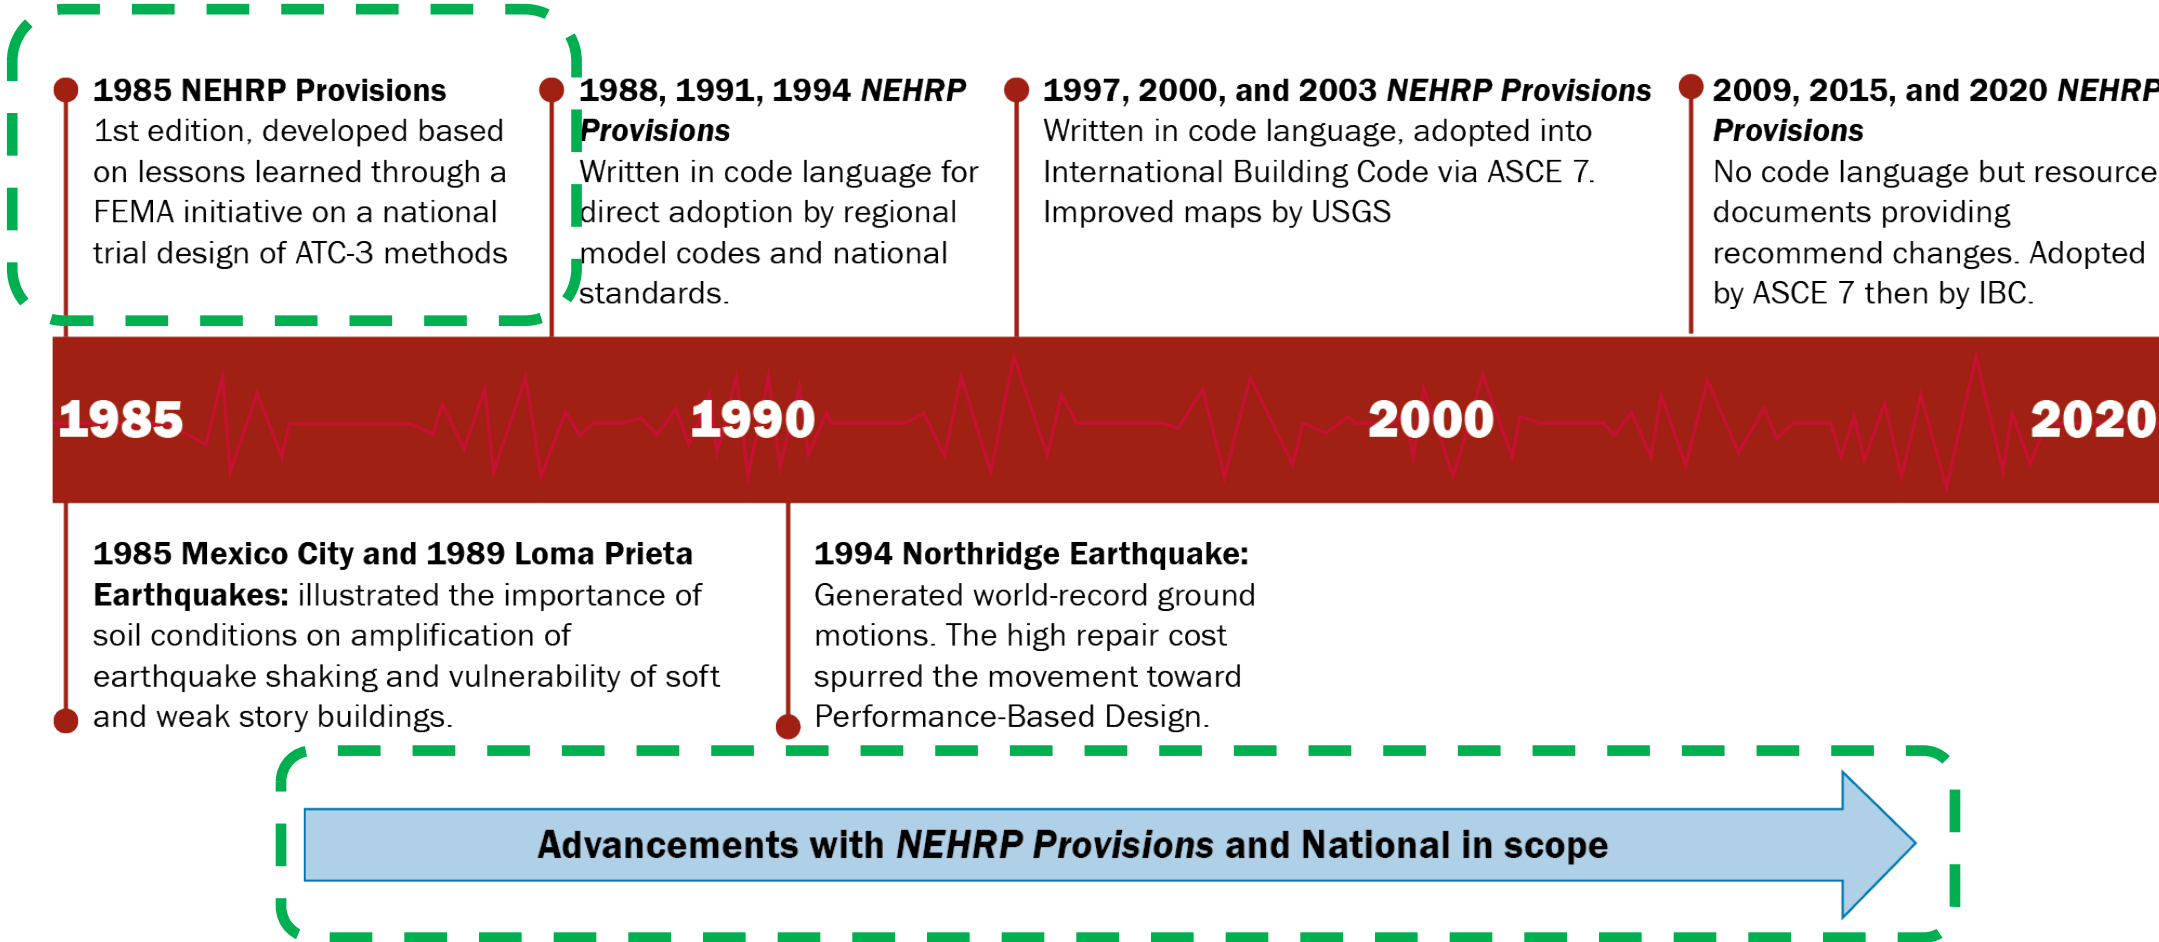 1985 NEHRP Provisions
1st edition, developed based
on lessons learned through a
FEMA initiative on a national
trial design of ATC-3 methods
1988, 1991, 1994 NEHRP
Provisions
Written in code language for
direct adoption by regional
model codes and national
standards.
1997, 2000, and 2003 NEHRP Provisions
Written in code language, adopted into
International Building Code via ASCE 7.
Improved maps by USGS
2009, 2015, and 2020 NEHRP
Provisions
No code language but resource
documents providing
recommend changes. Adopted
by ASCE 7 then by IBC.
1985
1990
2000
2020
1985 Mexico City and 1989 Loma Prieta
Earthquakes: illustrated the importance of
soil conditions on amplification of
earthquake shaking and vulnerability of soft
and weak story buildings.
1994 Northridge Earthquake:
Generated world-record ground
motions. The high repair cost
spurred the movement toward
Performance-Based Design.
Advancements with NEHRP Provisions and National in scope